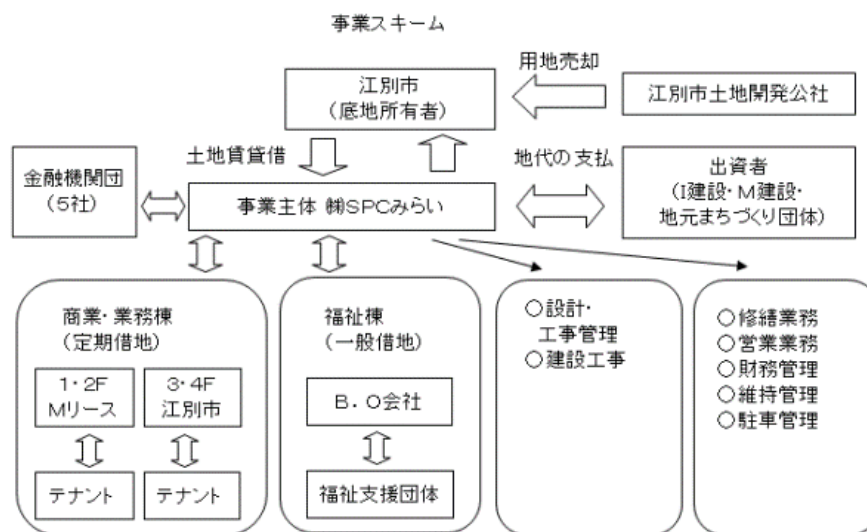 事業スキーム
用地売却
江別市
(底地所有者)
江別市土地開発公社
土地賃貸借
地代の支払
金融機関団
(5社)
事業主体 ㈱SPCみらい
出資者
(I建設・M建設・
地元まちづくり団体)
商業・業務棟
(定期借地)
1・2F
Mリース
3・4F
江別市
テナント
テナント
福祉棟
(一般借地)
B.O会社
福祉支援団体
○設計・
工事管理
○建設工事
○修繕業務
○営業業務
○財務管理
○維持管理
○駐車管理